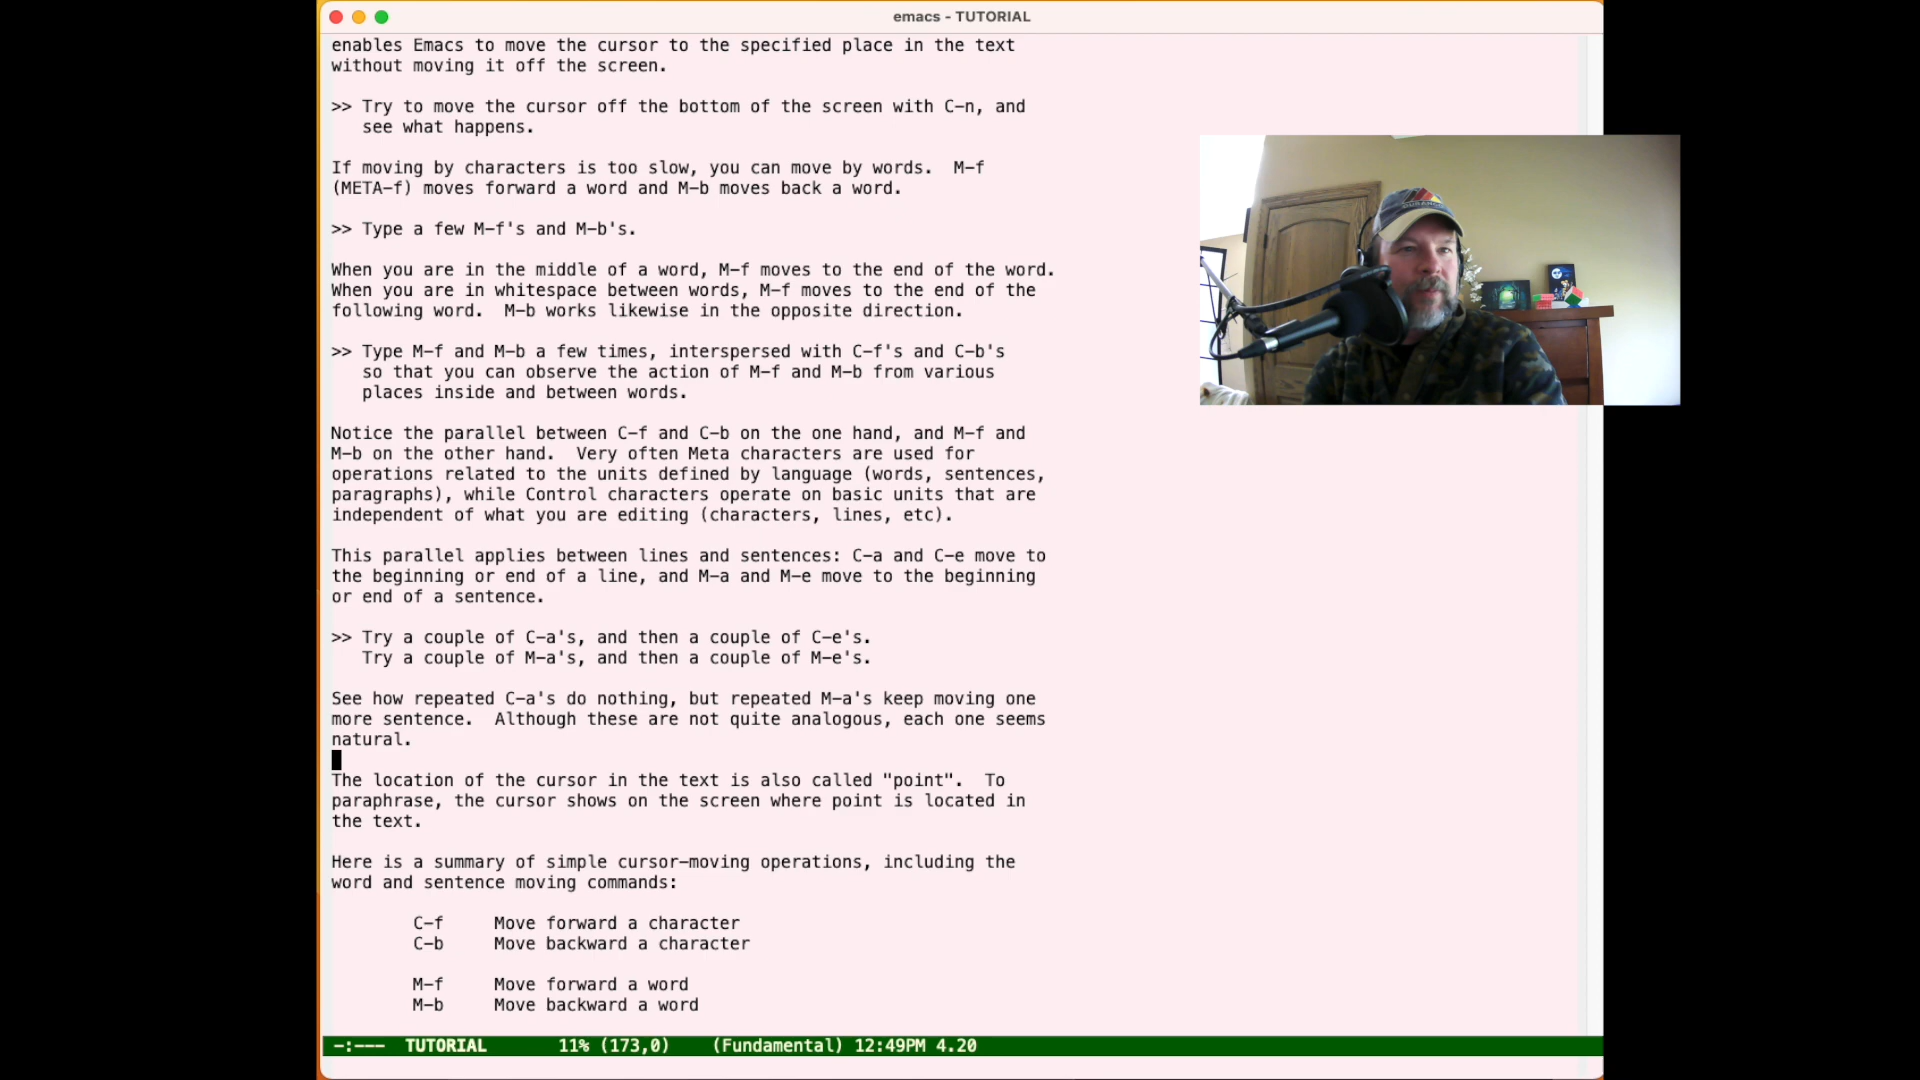 emacs - TUTORIAL
enables Emacs to move the cursor to the specified place in the text
without moving it off the screen.
>> Try to move the cursor off the bottom of the screen with C-n, and
see what happens.
If moving by characters is too slow, you can move by words.  M-f
(META-f) moves forward a word and M-b moves back a word.
>> Type a few M-f's and M-b's.
When you are in the middle of a word, M-f moves to the end of the word.
When you are in whitespace between words, M-f moves to the end of the
following word.  M-b works likewise in the opposite direction.
>> Type M-f and M-b a few times, interspersed with C-f's and C-b's
so that you can observe the action of M-f and M-b from various
places inside and between words.
Notice the parallel between C-f and C-b on the one hand, and M-f and
M-b on the other hand.  Very often Meta characters are used for
operations related to the units defined by language (words, sentences,
paragraphs), while Control characters operate on basic units that are
independent of what you are editing (characters, lines, etc).
This parallel applies between lines and sentences: C-a and C-e move to
the beginning or end of a line, and M-a and M-e move to the beginning
or end of a sentence.
>> Try a couple of C-a's, and then a couple of C-e's.
Try a couple of M-a's, and then a couple of M-e's.
See how repeated C-a's do nothing, but repeated M-a's keep moving one
more sentence.  Although these are not quite analogous, each one seems
natural.
The location of the cursor in the text is also called "point".  To
paraphrase, the cursor shows on the screen where point is located in
the text.
Here is a summary of simple cursor-moving operations, including the
word and sentence moving commands:
C-f Move forward a character
C-b Move backward a character
M-f Move forward a word
M-b Move backward a word
-:--- TUTORIAL 11% (173,0) (Fundamental) 12:49PM 4.20